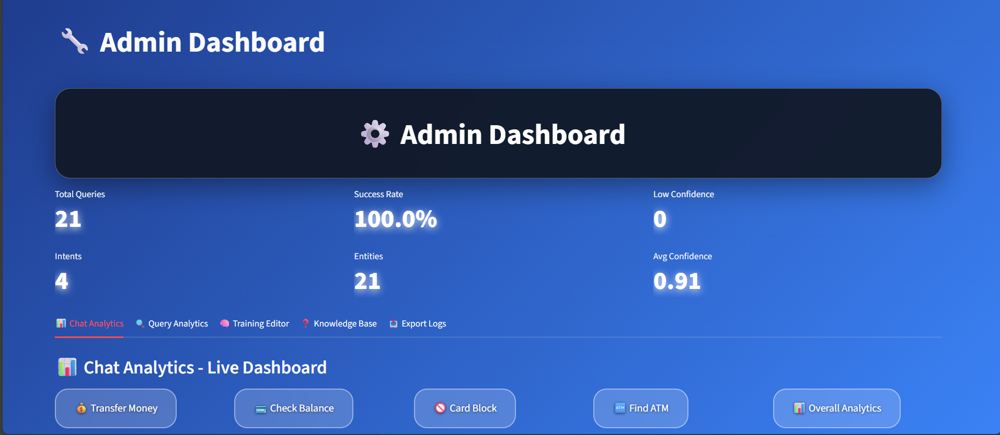 Admin Dashboard
Admin Dashboard
Total Queries
21
Success Rate
100.0%
Low Confidence
0
Intents
4
Entities
21
Avg Confidence
0.91
Chat Analytics Query Analytics Training Editor Knowledge Base Export Logs
Chat Analytics - Live Dashboard
Transfer Money Check Balance Card Block ATM Find ATM Overall Analytics